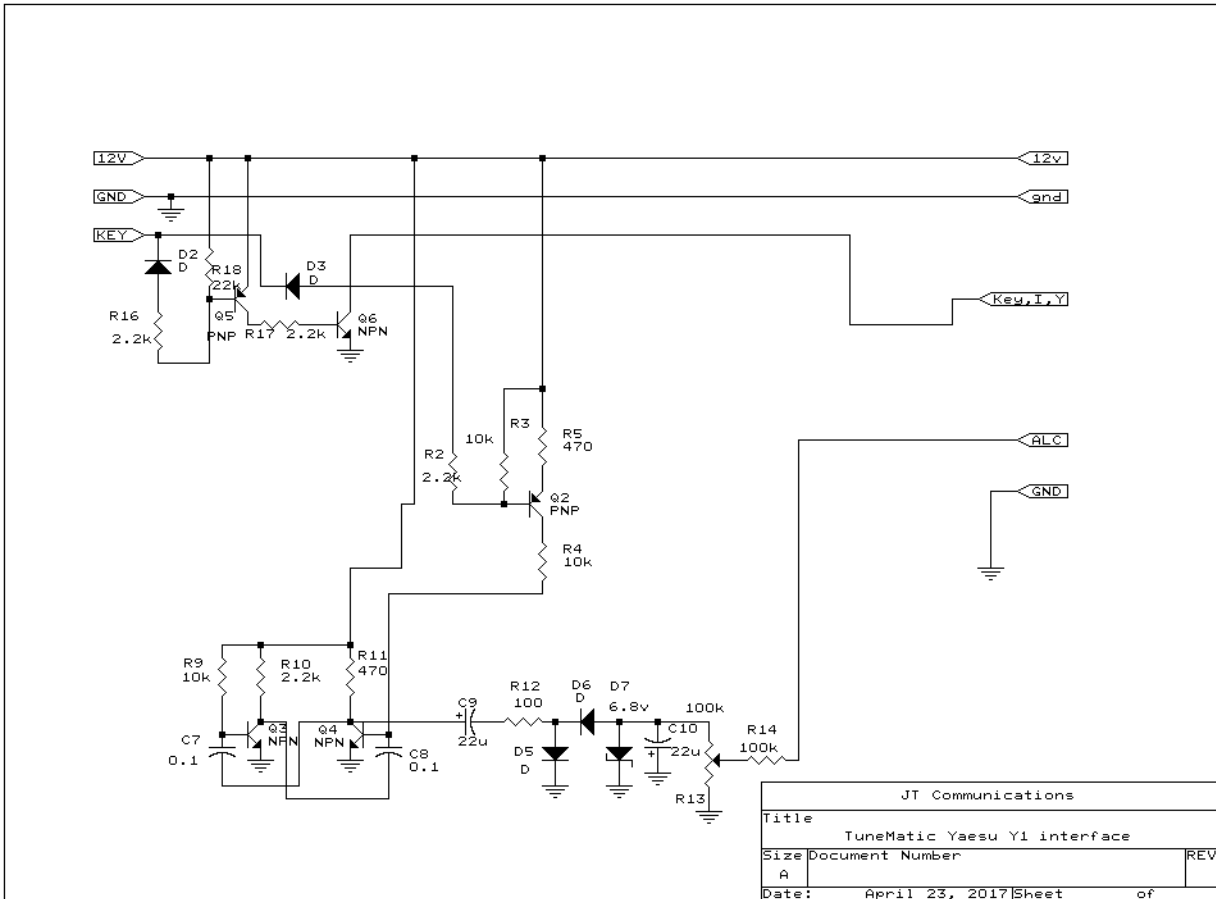 12V
12v
GND
gnd
KEY
D2
D
D3
D
R18
22k
Key,I,Y
R16
2.2k
Q5
PNP
R17 2.2k
Q6
NPN
R3
10k
R5
470
ALC
R2
2.2k
Q2
PNP
GND
R4
10k
R9
10k
R10
2.2k
R11
470
C9
+
22u
R12
100
D6
D
D7
6.8v
100k
Q3
NPN
Q4
NPN
C7
0.1
C8
0.1
D5
D
C10
22u
+
R14
100k
R13
JT Communications
Title
TuneMatic Yaesu Y1 interface
Size Document Number REV
A
Date: April 23, 2017 Sheet of